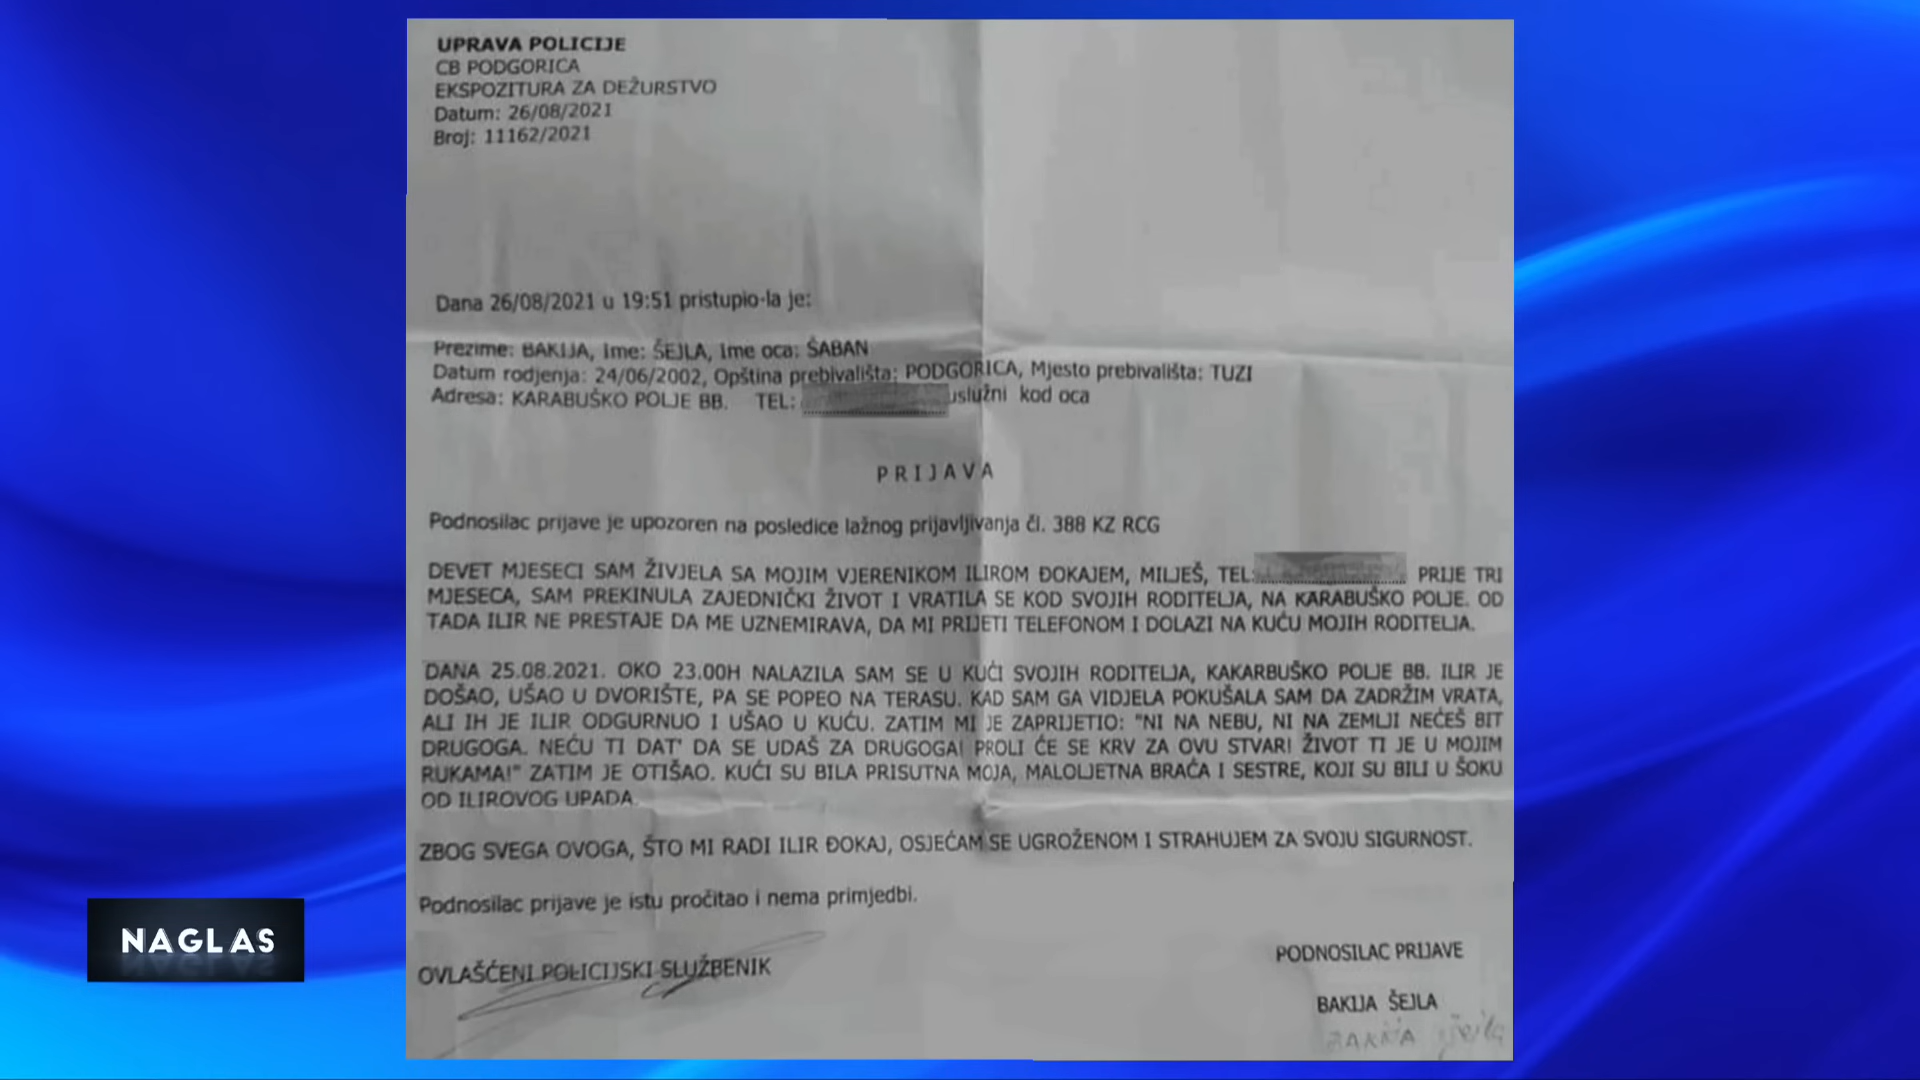 UPRAVA POLICIJE
CB PODGORICA
EKSPOZITURA ZA DEŽURSTVO
Datum: 26/08/2021
Broj: 11162/2021
Dana 26/08/2021 u 19:51 pristupio-la je:
Prezime: BAKIJA, Ime: ŠEJLA, Ime oca: ŠABAN
Datum rodjenja: 24/06/2002, Opština prebivališta: PODGORICA, Mjesto prebivališta: TUZI
Adresa: KARABUŠKO POLJE BB. TEL: uslužni kod oca
P R I J A V A
Podnosilac prijave je upozoren na posledice lažnog prijavljivanja čl. 388 KZ RCG
DEVET MJESECI SAM ŽIVJELA SA MOJIM VJERENIKOM ILIROM ĐOKAJEM, MILJEŠ, TEL: PRIJE TRI
MJESECA, SAM PREKINULA ZAJEDNIČKI ŽIVOT I VRATILA SE KOD SVOJIH RODITELJA, NA KARABUŠKO POLJE. OD
TADA ILIR NE PRESTAJE DA ME UZNEMIRAVA, DA MI PRIJETI TELEFONOM I DOLAZI NA KUĆU MOJIH RODITELJA.
DANA 25.08.2021. OKO 23.00H NALAZILA SAM SE U KUĆI SVOJIH RODITELJA, KAKARBUŠKO POLJE BB. ILIR JE
DOŠAO, UŠAO U DVORIŠTE, PA SE POPEO NA TERASU. KAD SAM GA VIDJELA POKUŠALA SAM DA ZADRŽIM VRATA,
ALI IH JE ILIR ODGURNUO I UŠAO U KUĆU. ZATIM MI JE ZAPRIJETIO: "NI NA NEBU, NI NA ZEMLJI NEĆEŠ BIT
DRUGOGA. NEĆU TI DAT' DA SE UDAŠ ZA DRUGOGA! PROLI ĆE SE KRV ZA OVU STVAR! ŽIVOT TI JE U MOJIM
RUKAMA!" ZATIM JE OTIŠAO. KUĆI SU BILA PRISUTNA MOJA, MALOLJETNA BRAĆA I SESTRE, KOJI SU BILI U ŠOKU
OD ILIROVOG UPADA.
ZBOG SVEGA OVOGA, ŠTO MI RADI ILIR ĐOKAJ, OSJEĆAM SE UGROŽENOM I STRAHUJEM ZA SVOJU SIGURNOST.
Podnosilac prijave je istu pročitao i nema primjedbi.
OVLAŠĆENI POLICIJSKI SLUŽBENIK
PODNOSILAC PRIJAVE
BAKIJA ŠEJLA
BAKIJA Šejla
NAGLAS